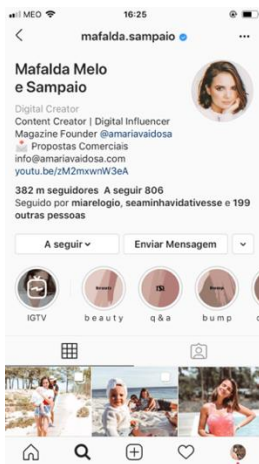 MEO 16:25
mafalda.sampaio
Mafalda Melo
e Sampaio
Digital Creator
Content Creator | Digital Influencer
Magazine Founder @amariavaidosa
Propostas Comerciais
info@amariavaidosa.com
youtu.be/zM2mxwnW3eA
382 m seguidores A seguir 806
Seguido por miarelogio, seaminhavidativesse e 199
outras pessoas
A seguir Enviar Mensagem
IGTV beauty q&a bump